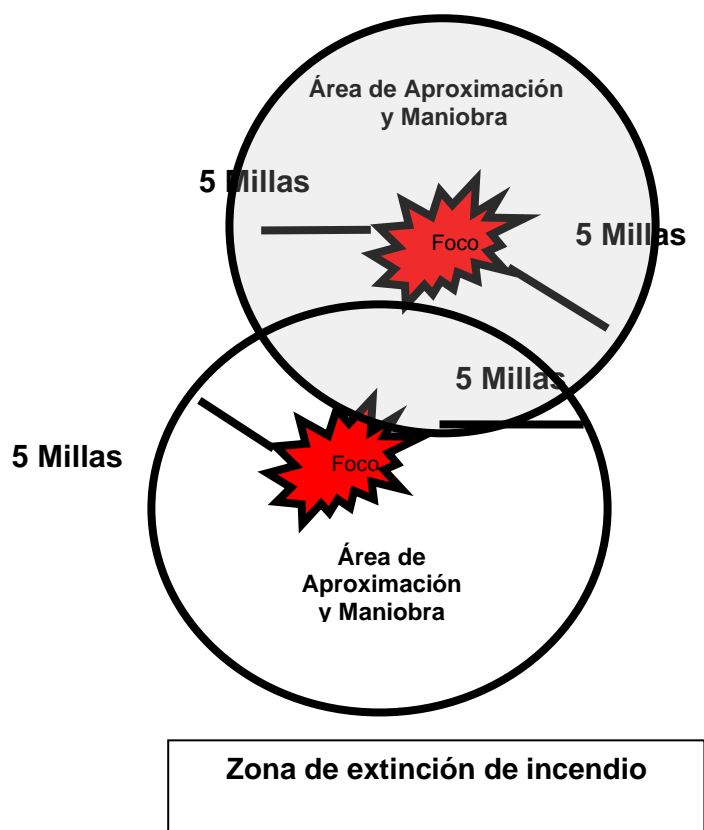 Área de Aproximación
y Maniobra
5 Millas
Foco
5 Millas
5 Millas
5 Millas
Foco
Área de
Aproximación
y Maniobra
Zona de extinción de incendio